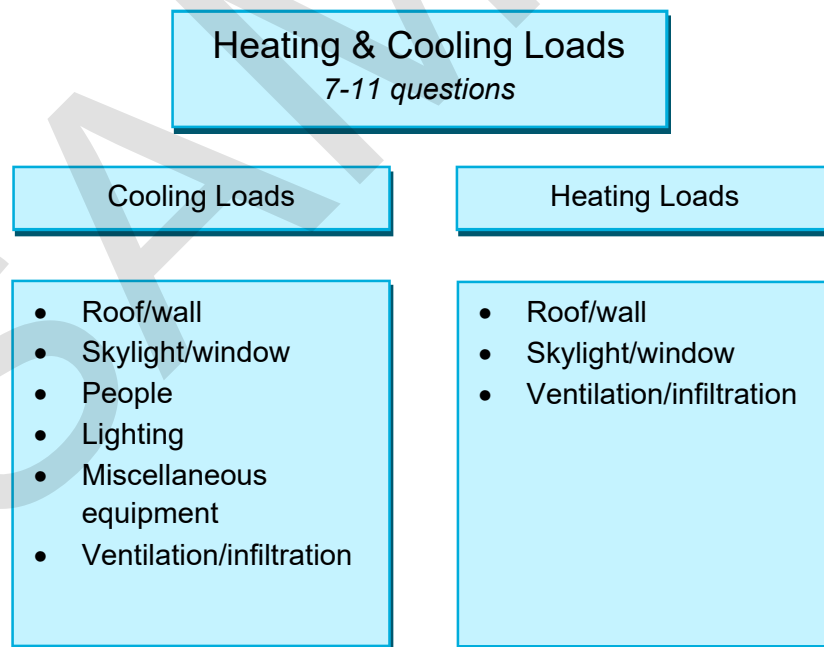 Heating & Cooling Loads
7-11 questions
Cooling Loads
• Roof/wall
• Skylight/window
• People
• Lighting
• Miscellaneous
equipment
• Ventilation/infiltration
Heating Loads
• Roof/wall
• Skylight/window
• Ventilation/infiltration